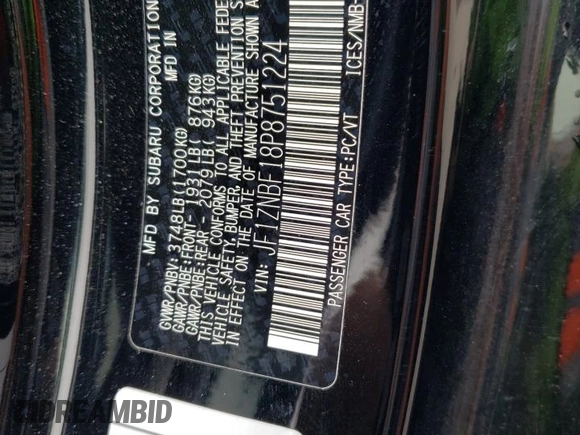 MFD BY SUBARU CORPORATION
MFD IN
GVWR/PNBV: 3748LB(1700KG)
GAWR/PNBE:FRONT- 1931LB( 876KG)
GAWR/PNBE:REAR - 2079LB( 943KG)
THIS VEHICLE CONFORMS TO ALL APPLICABLE FEDE
VEHICLE SAFETY, BUMPER, AND THEFT PREVENTION S
IN EFFECT ON THE DATE OF MANUFACTURE SHOWN A
VIN: JF1ZNBE18P8751224
PASSENGER CAR TYPE:PC/VT
ICES/NMB-
DREAMBID